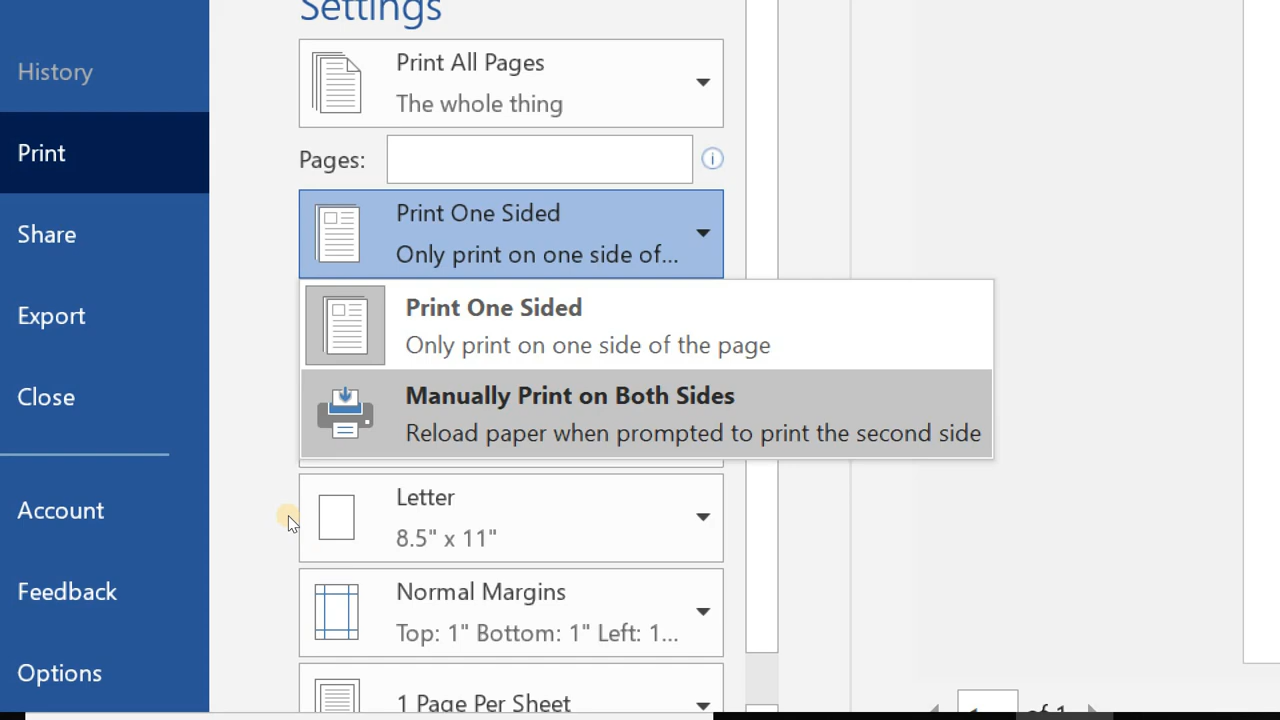 Settings
History
Print
Share
Export
Close
Account
Feedback
Options
Print All Pages
The whole thing
Pages:
Print One Sided
Only print on one side of...
Print One Sided
Only print on one side of the page
Manually Print on Both Sides
Reload paper when prompted to print the second side
Letter
8.5" x 11"
Normal Margins
Top: 1" Bottom: 1" Left: 1...
1 Page Per Sheet
of 1